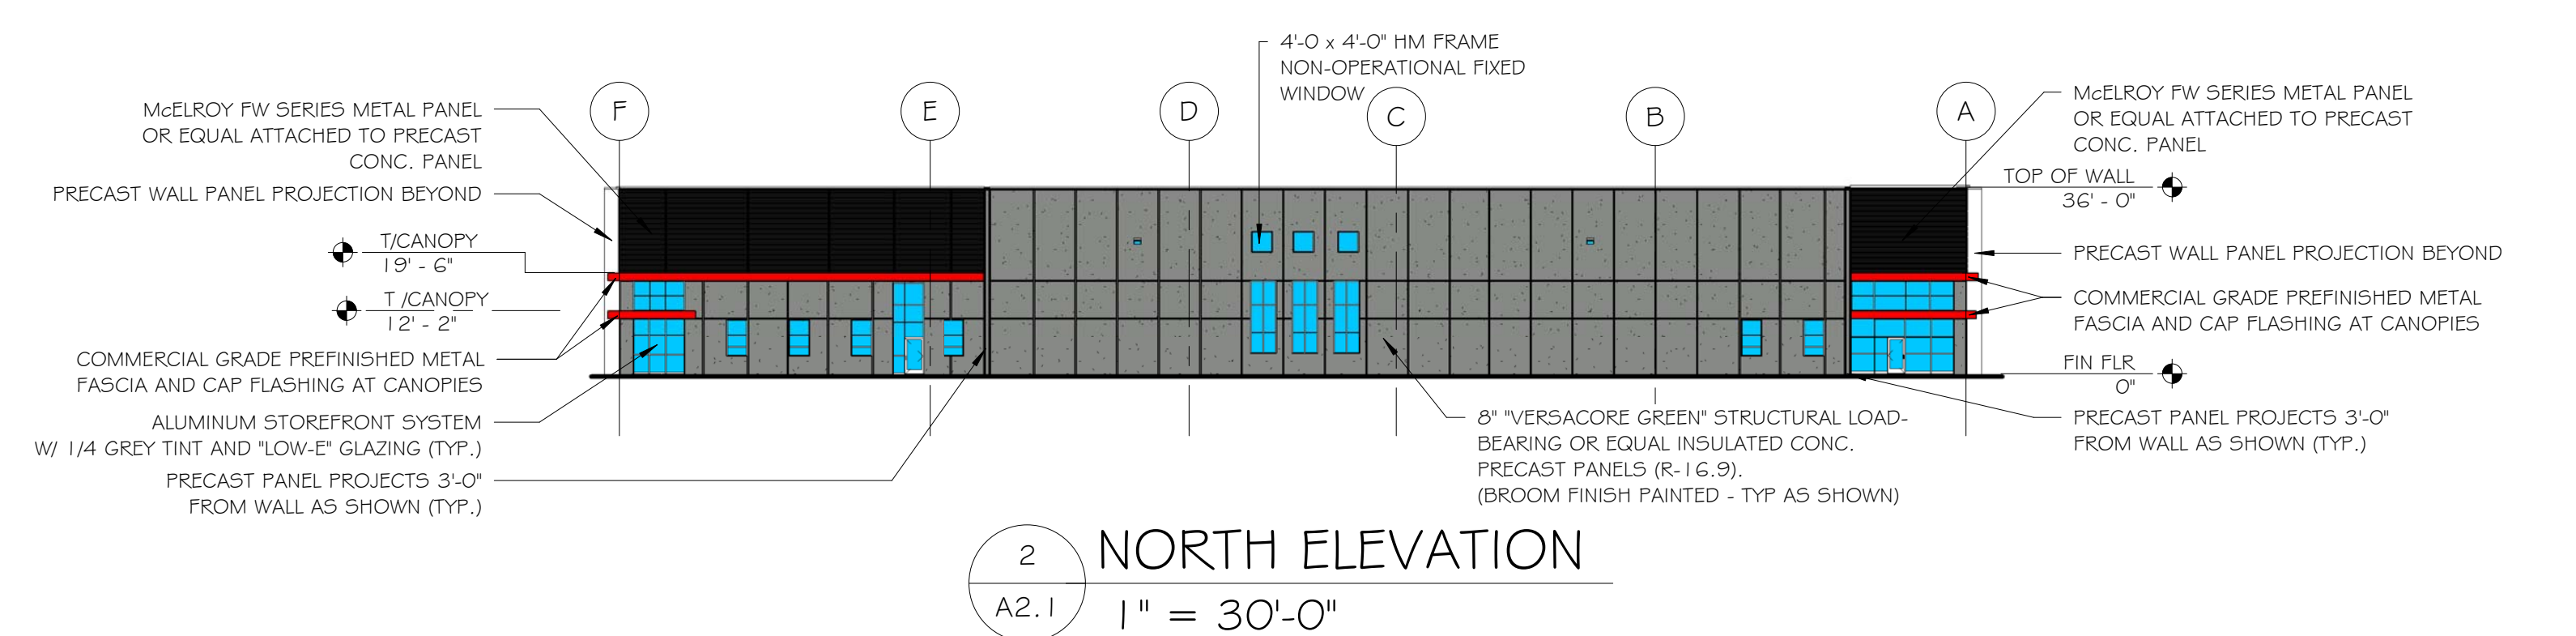 4'-0 x 4'-0" HM FRAME
NON-OPERATIONAL FIXED
WINDOW
McELROY FW SERIES METAL PANEL
OR EQUAL ATTACHED TO PRECAST
CONC. PANEL
PRECAST WALL PANEL PROJECTION BEYOND
T/CANOPY
19' - 6"
T /CANOPY
12' - 2"
COMMERCIAL GRADE PREFINISHED METAL
FASCIA AND CAP FLASHING AT CANOPIES
ALUMINUM STOREFRONT SYSTEM
W/ 1/4 GREY TINT AND "LOW-E" GLAZING (TYP.)
PRECAST PANEL PROJECTS 3'-0"
FROM WALL AS SHOWN (TYP.)
F
E
D
C
B
A
McELROY FW SERIES METAL PANEL
OR EQUAL ATTACHED TO PRECAST
CONC. PANEL
TOP OF WALL
36' - 0"
PRECAST WALL PANEL PROJECTION BEYOND
COMMERCIAL GRADE PREFINISHED METAL
FASCIA AND CAP FLASHING AT CANOPIES
FIN FLR
0"
PRECAST PANEL PROJECTS 3'-0"
FROM WALL AS SHOWN (TYP.)
8" "VERSACORE GREEN" STRUCTURAL LOAD-
BEARING OR EQUAL INSULATED CONC.
PRECAST PANELS (R-16.9).
(BROOM FINISH PAINTED - TYP AS SHOWN)
2
A2.1
NORTH ELEVATION
1" = 30'-0"